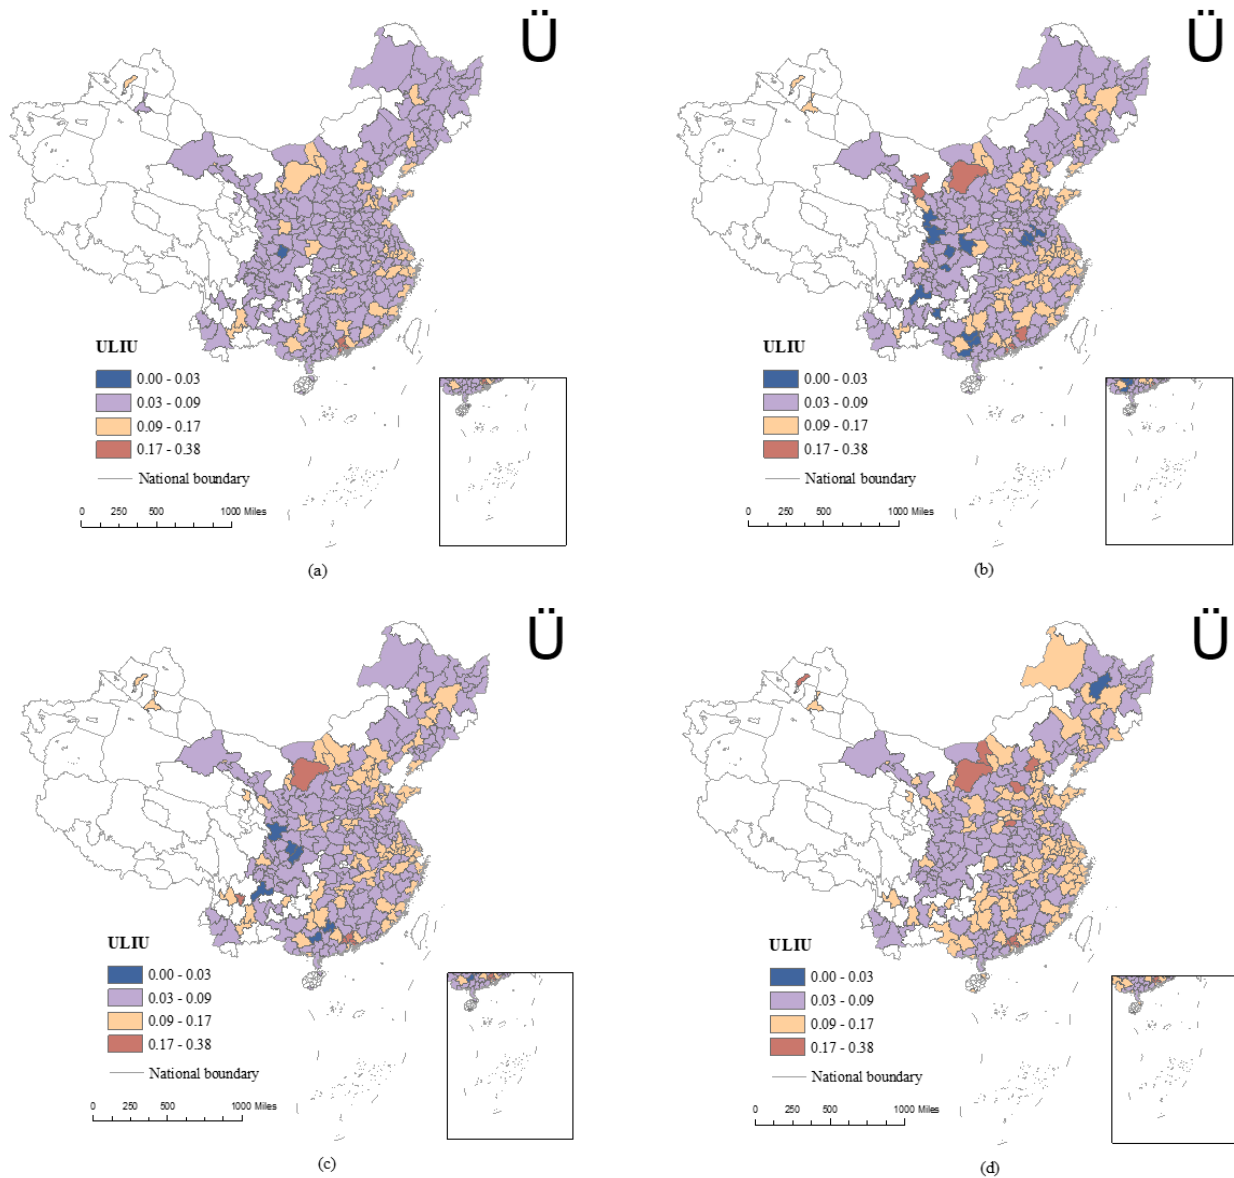 Ü
ULIU
0.00 - 0.03
0.03 - 0.09
0.09 - 0.17
0.17 - 0.38
National boundary
0 250 500 1000 Miles
(a)
Ü
ULIU
0.00 - 0.03
0.03 - 0.09
0.09 - 0.17
0.17 - 0.38
National boundary
0 250 500 1000 Miles
(b)
Ü
ULIU
0.00 - 0.03
0.03 - 0.09
0.09 - 0.17
0.17 - 0.38
National boundary
0 250 500 1000 Miles
(c)
Ü
ULIU
0.00 - 0.03
0.03 - 0.09
0.09 - 0.17
0.17 - 0.38
National boundary
0 250 500 1000 Miles
(d)